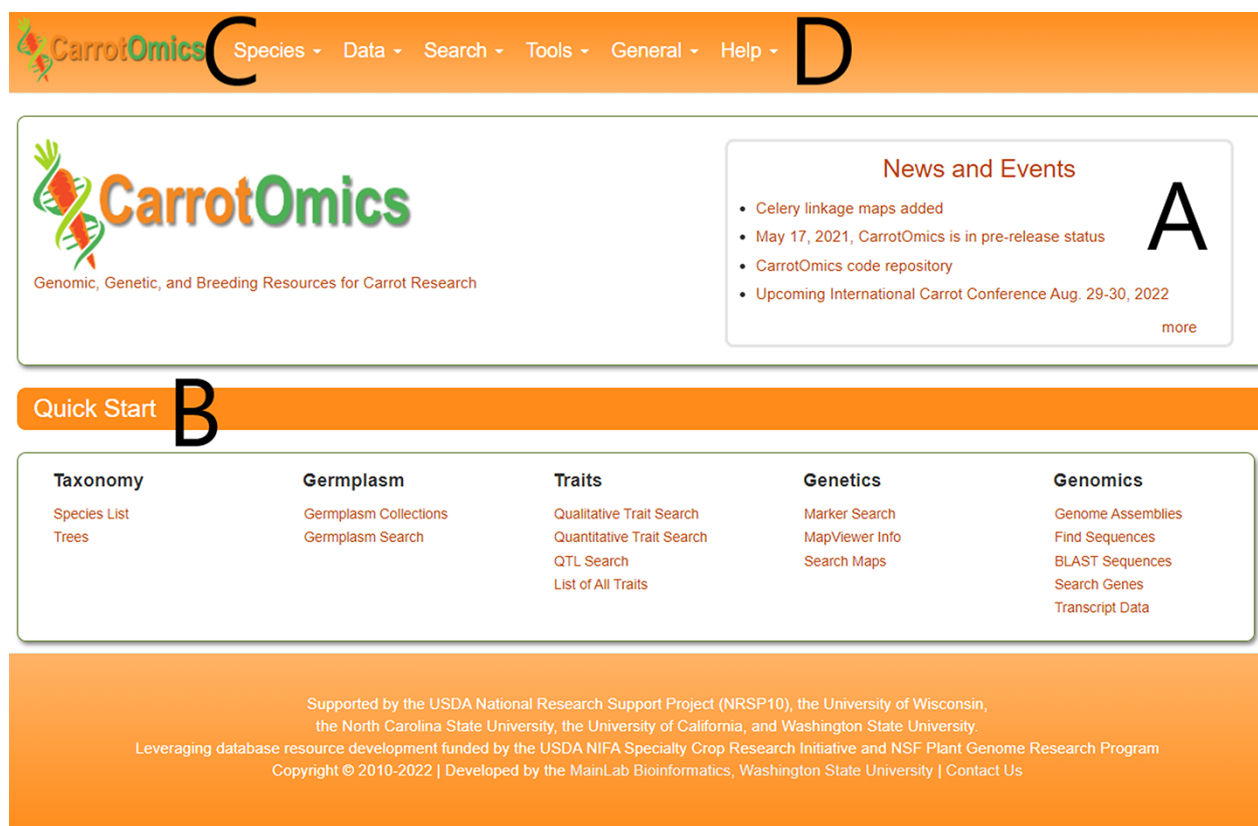 CarrotOmics C Species Data Search Tools General Help D
CarrotOmics
Genomic, Genetic, and Breeding Resources for Carrot Research
News and Events
A
Celery linkage maps added
May 17, 2021, CarrotOmics is in pre-release status
CarrotOmics code repository
Upcoming International Carrot Conference Aug. 29-30, 2022
more
Quick Start B
Taxonomy
Species List
Trees
Germplasm
Germplasm Collections
Germplasm Search
Traits
Qualitative Trait Search
Quantitative Trait Search
QTL Search
List of All Traits
Genetics
Marker Search
MapViewer Info
Search Maps
Genomics
Genome Assemblies
Find Sequences
BLAST Sequences
Search Genes
Transcript Data
Supported by the USDA National Research Support Project (NRSP10), the University of Wisconsin,
the North Carolina State University, the University of California, and Washington State University.
Leveraging database resource development funded by the USDA NIFA Specialty Crop Research Initiative and NSF Plant Genome Research Program
Copyright © 2010-2022 | Developed by the MainLab Bioinformatics, Washington State University | Contact Us